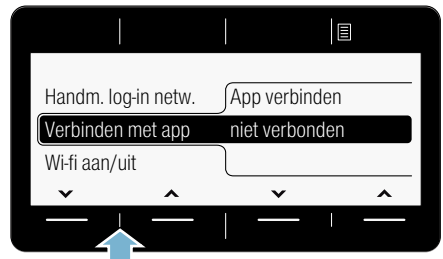 Handm. log-in netw. App verbinden
Verbinden met app niet verbonden
Wi-fi aan/uit